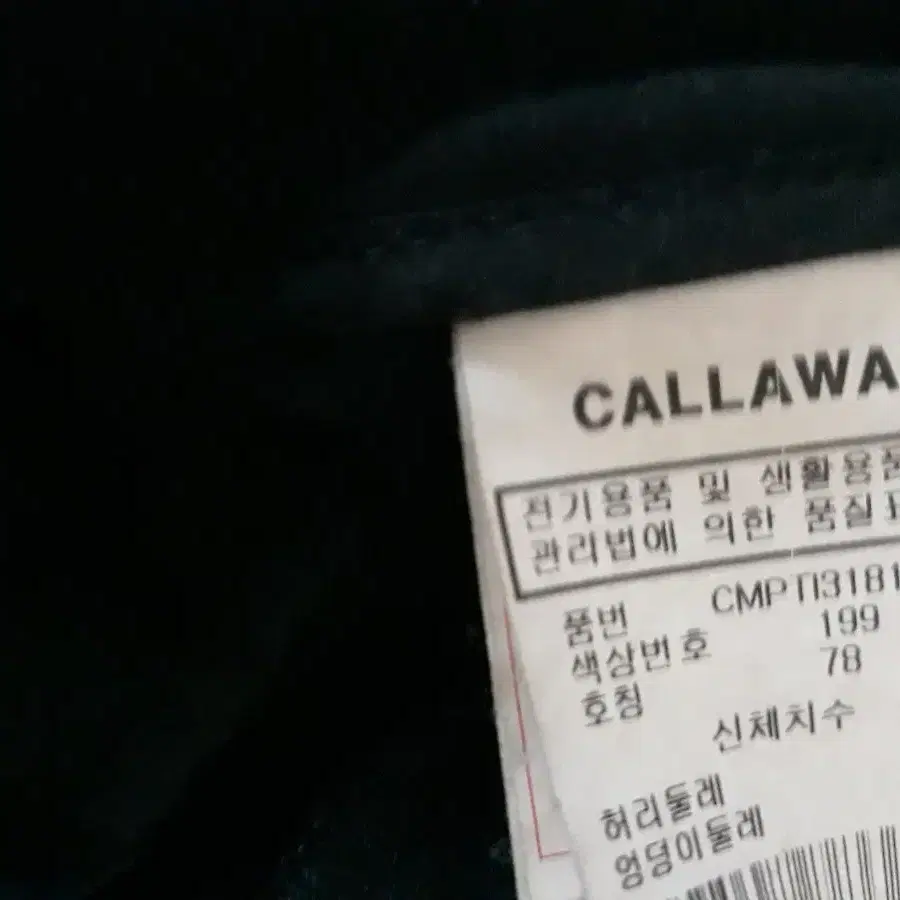 CALLAWA
전기용품 및 생활용품
관리법에 의한 품질표
품번 CMPTI3181
색상번호 199
호칭 78
신체치수
허리둘레
엉덩이둘레